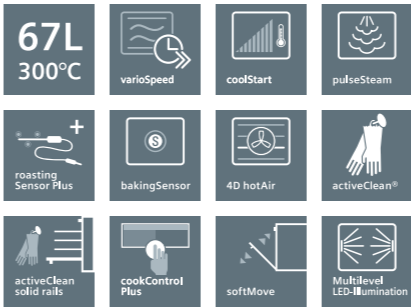 67L
300°C
varioSpeed
coolStart
pulseSteam
+
roasting
Sensor Plus
S
bakingSensor
4D hotAir
activeClean®
activeClean
solid rails
cookControl
Plus
softMove
Multilevel
LED-Illumination